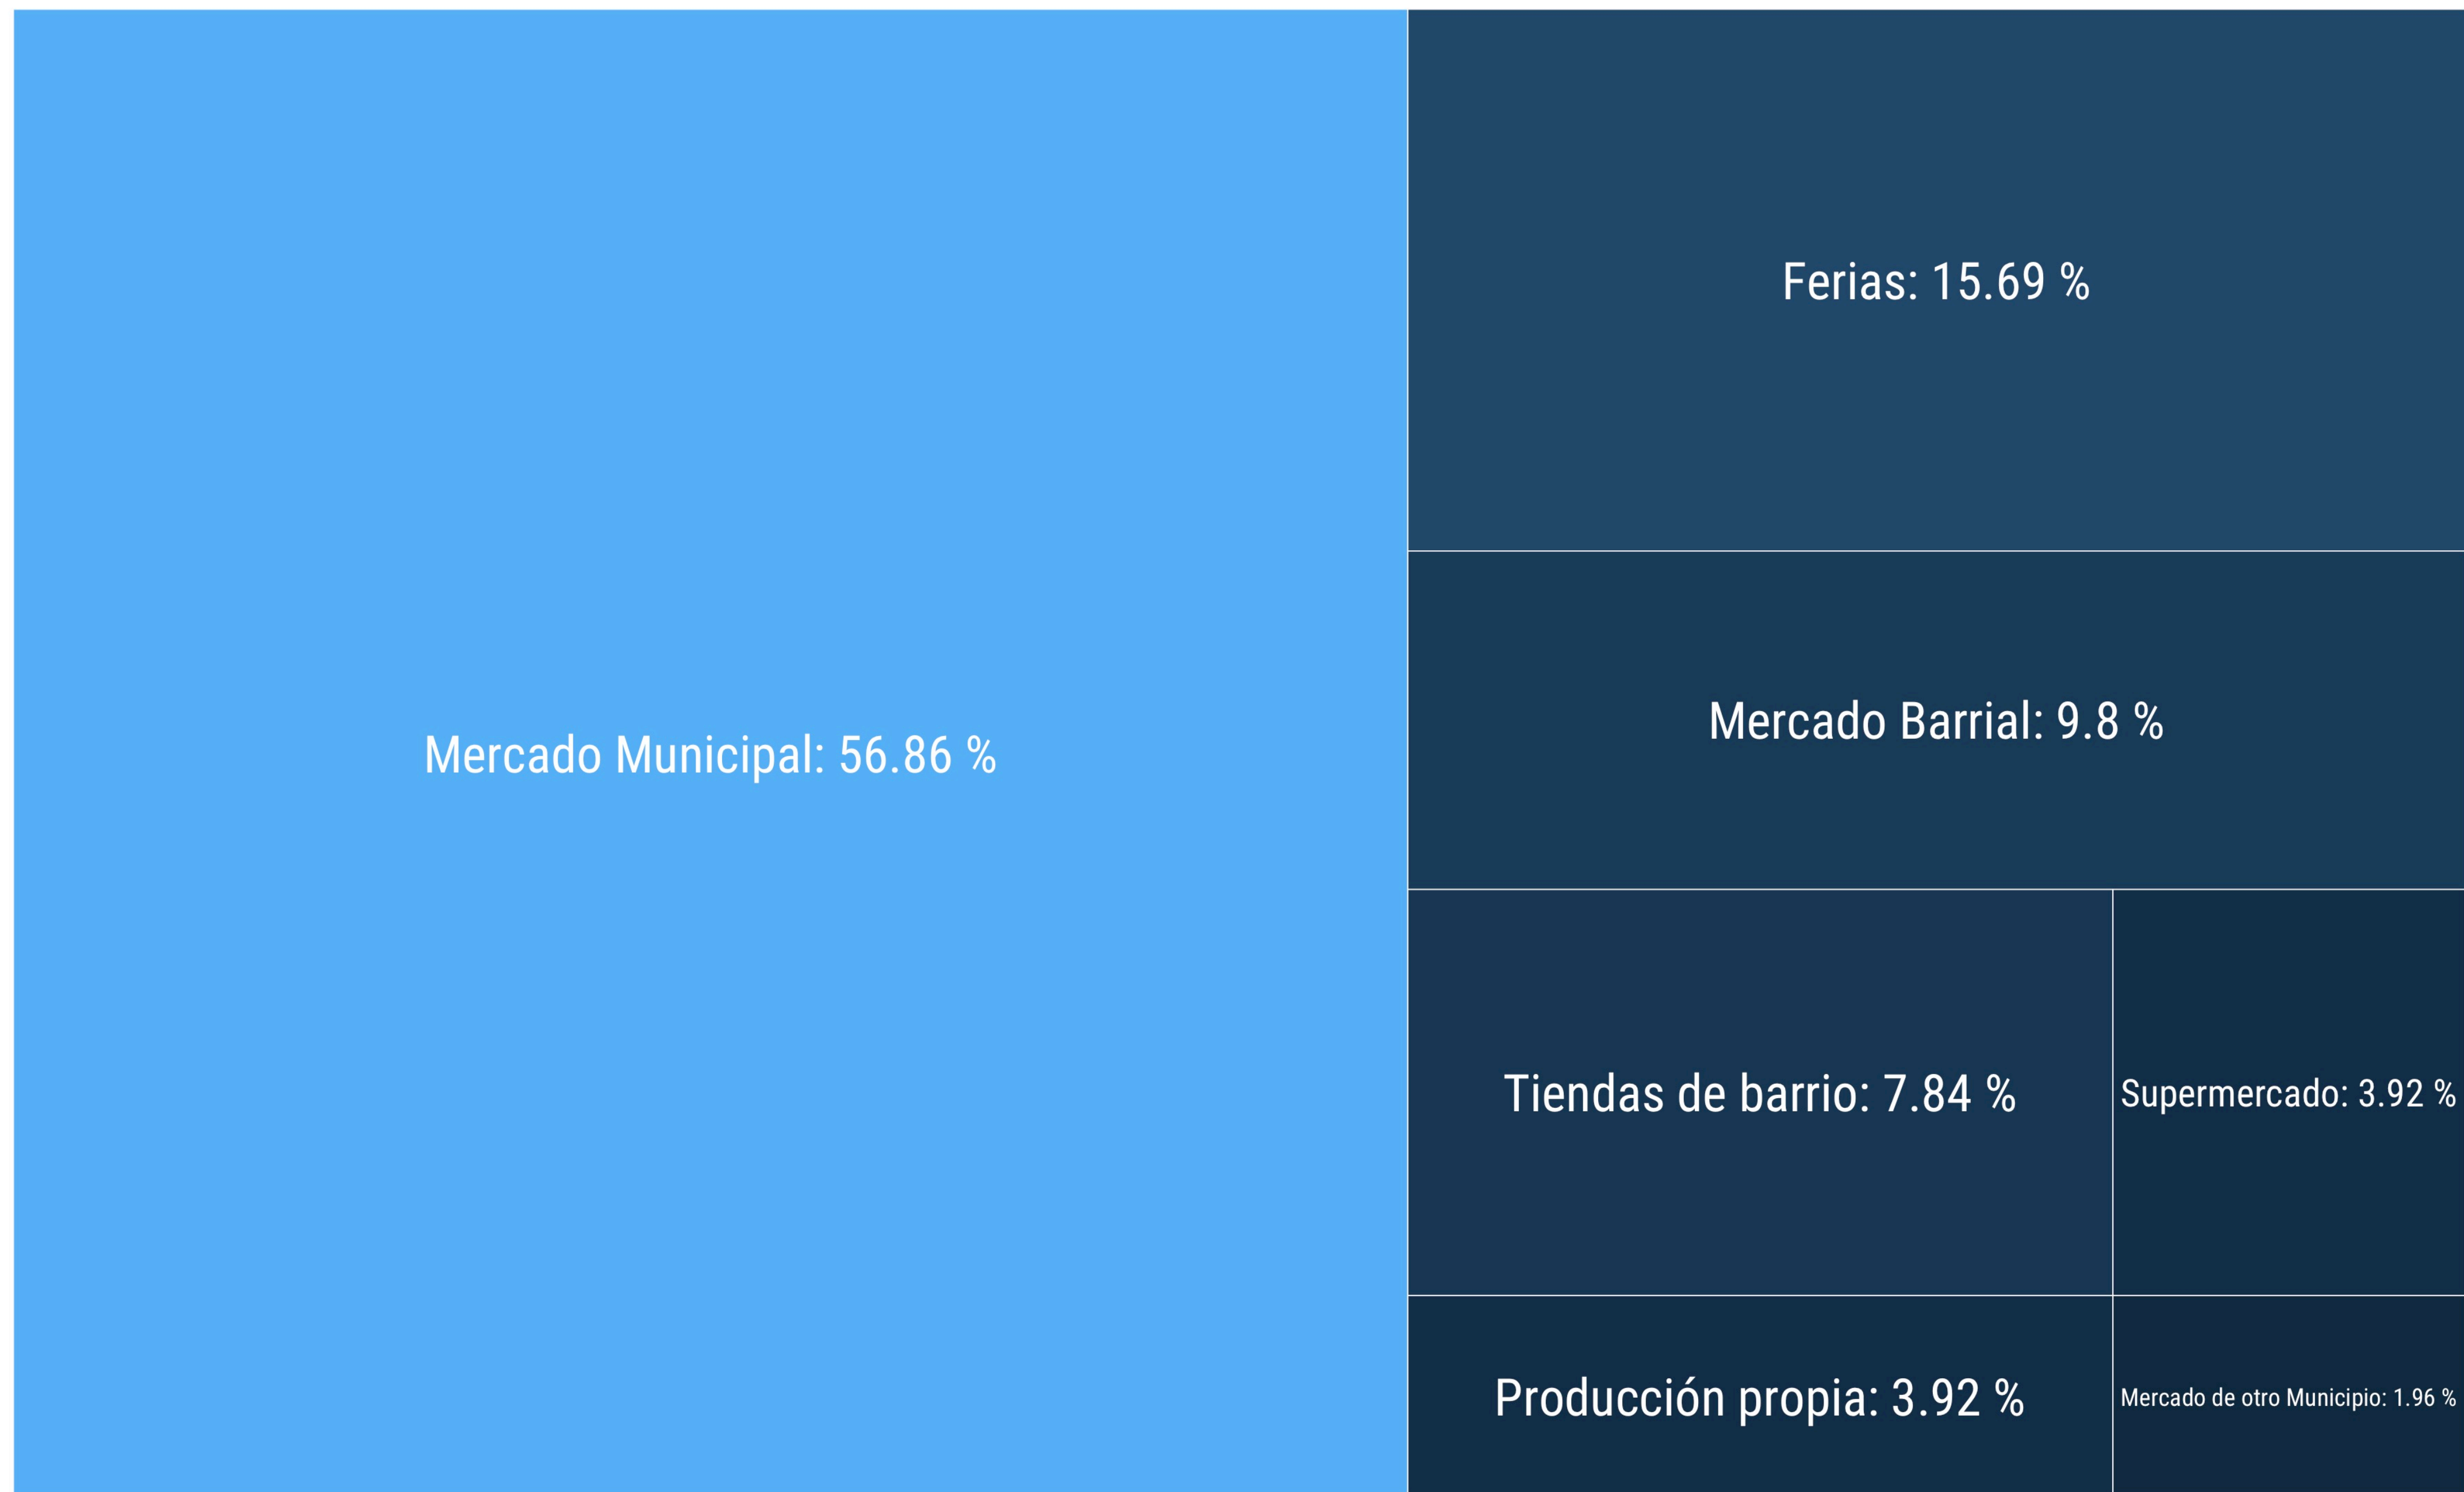 Mercado Municipal: 56.86 %
Ferias: 15.69 %
Mercado Barrial: 9.8 %
Tiendas de barrio: 7.84 %
Supermercado: 3.92 %
Producción propia: 3.92 %
Mercado de otro Municipio: 1.96 %